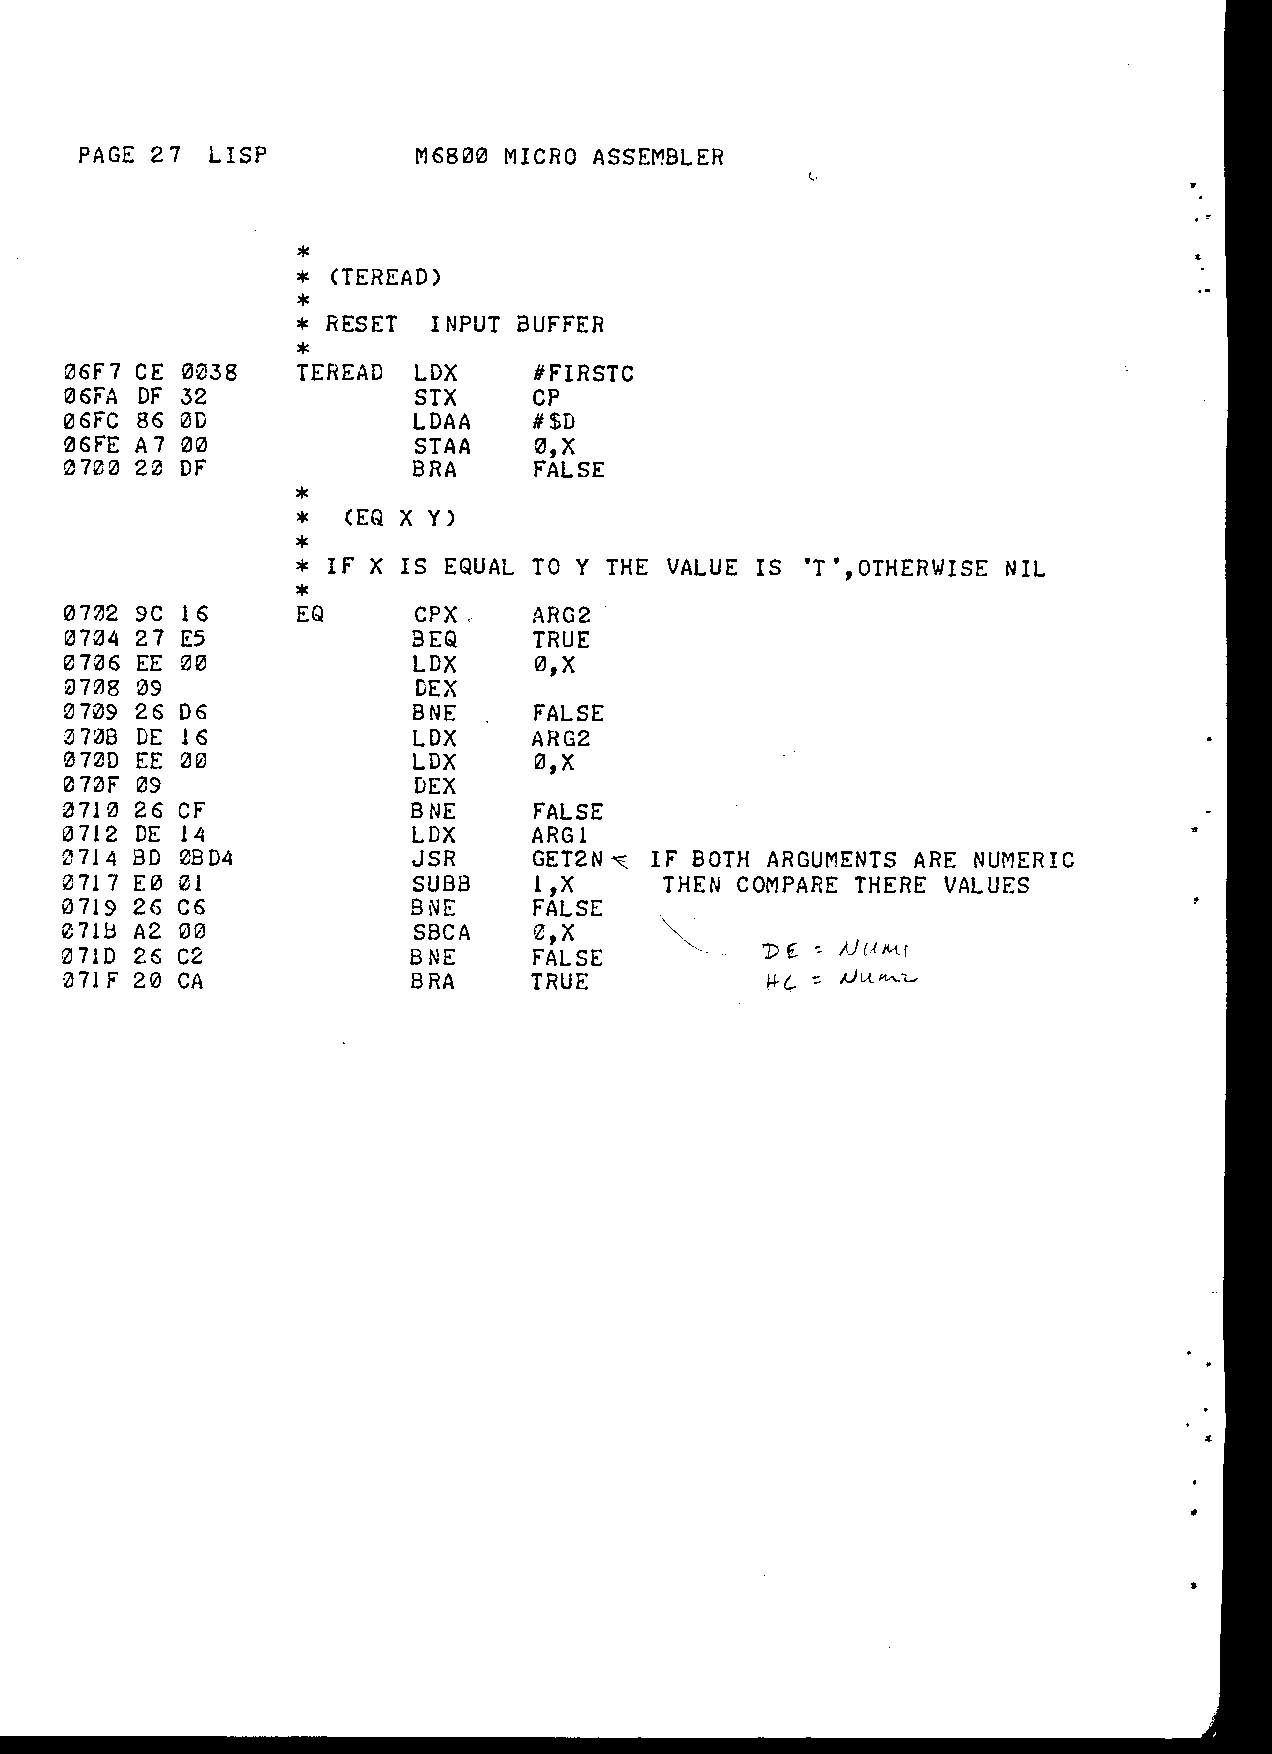 PAGE 27  LISP          M6800 MICRO ASSEMBLER
*
* (TEREAD)
*
* RESET  INPUT BUFFER
*
06F7 CE 0038    TEREAD  LDX     #FIRSTC
06FA DF 32              STX     CP
06FC 86 0D              LDAA    #$D
06FE A7 00              STAA    0,X
0700 20 DF              BRA     FALSE
*
*  (EQ X Y)
*
* IF X IS EQUAL TO Y THE VALUE IS 'T',OTHERWISE NIL
*
0702 9C 16      EQ      CPX     ARG2
0704 27 E5              BEQ     TRUE
0706 EE 00              LDX     0,X
0708 09                 DEX
0709 26 D6              BNE     FALSE
070B DE 16              LDX     ARG2
070D EE 00              LDX     0,X
070F 09                 DEX
0710 26 CF              BNE     FALSE
0712 DE 14              LDX     ARG1
0714 BD 0BD4            JSR     GET2N < IF BOTH ARGUMENTS ARE NUMERIC
0717 E0 01              SUBB    1,X     THEN COMPARE THERE VALUES
0719 26 C6              BNE     FALSE
071B A2 00              SBCA    0,X
DE = NUM1
071D 26 C2              BNE     FALSE
HL = NUM2
071F 20 CA              BRA     TRUE